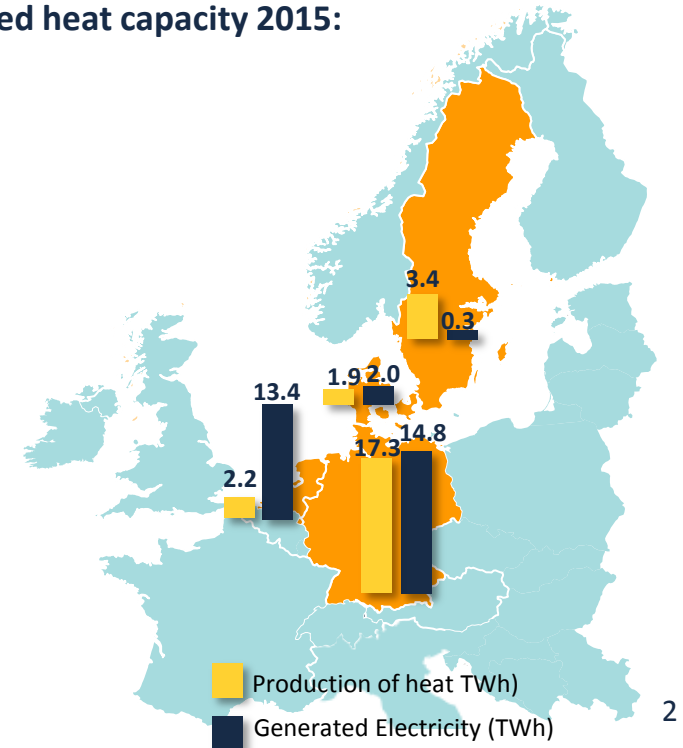 ed heat capacity 2015:
3.4
0.3
1.9 2.0
13.4
14.8
17.3
2.2
Production of heat TWh)
2
Generated Electricity (TWh)